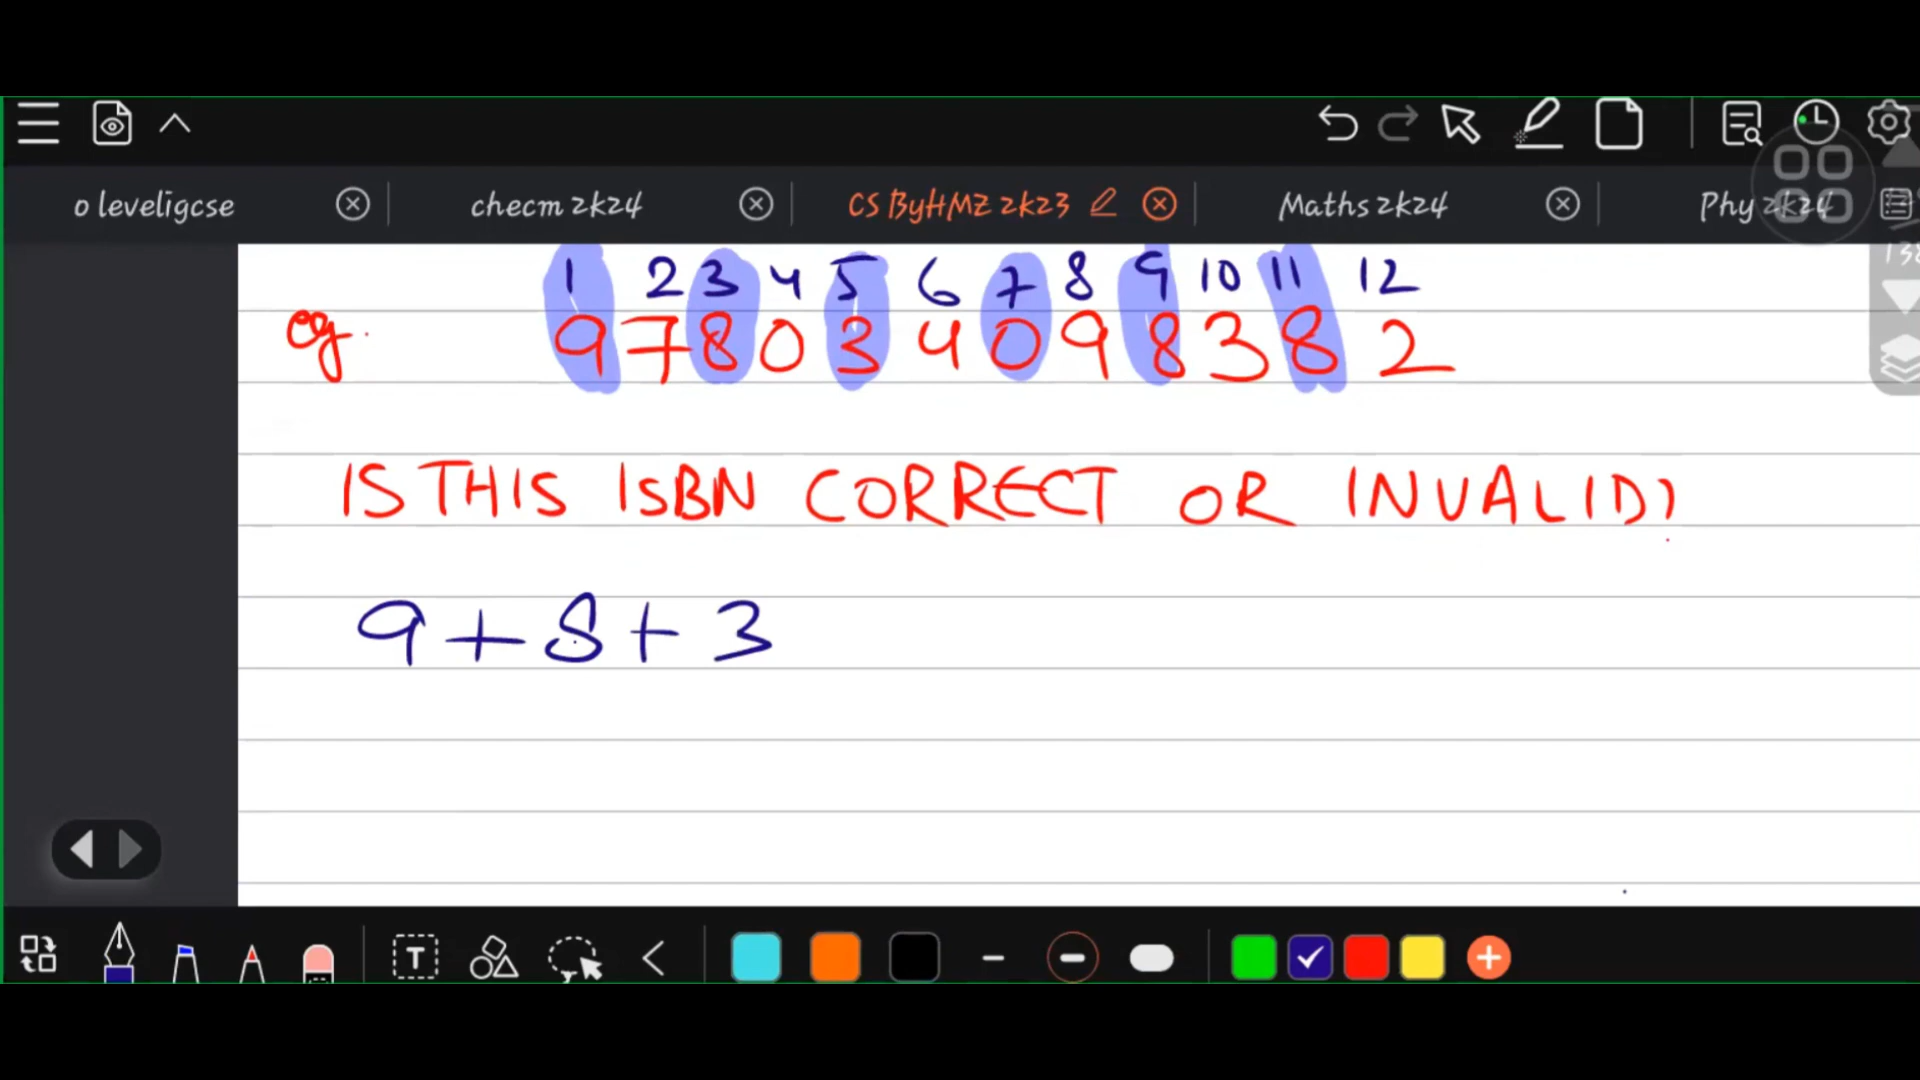 o leveligcse checm 2k24 CS ByHMZ 2k23 Maths 2k24 Phy 2k24
1 2 3 4 5 6 7 8 9 10 11 12
eg. 9 7 8 0 3 4 0 9 8 3 8 2
IS THIS ISBN CORRECT OR INVALID?
9 + 8 + 3
T